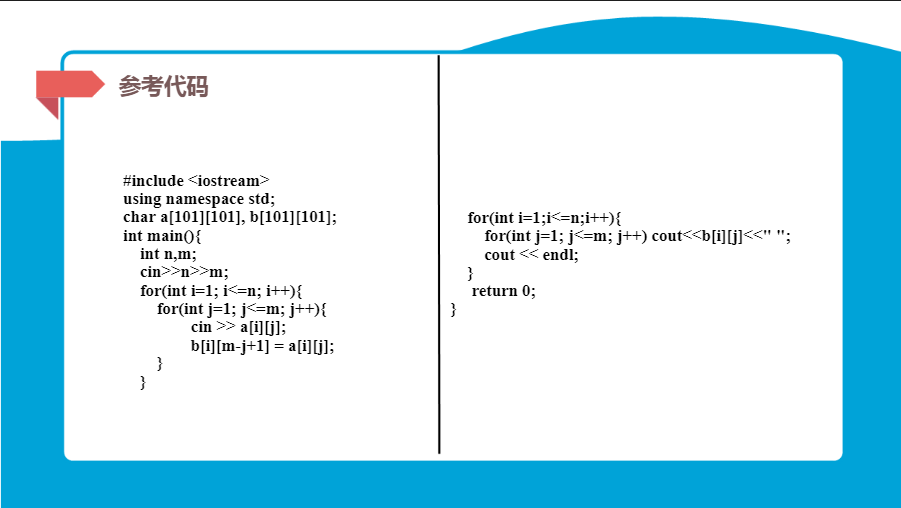 参考代码
#include <iostream>
using namespace std;
char a[101][101], b[101][101];
int main(){
int n,m;
cin>>n>>m;
for(int i=1; i<=n; i++){
for(int j=1; j<=m; j++){
cin >> a[i][j];
b[i][m-j+1] = a[i][j];
}
}
for(int i=1;i<=n;i++){
for(int j=1; j<=m; j++) cout<<b[i][j]<<" ";
cout << endl;
}
return 0;
}